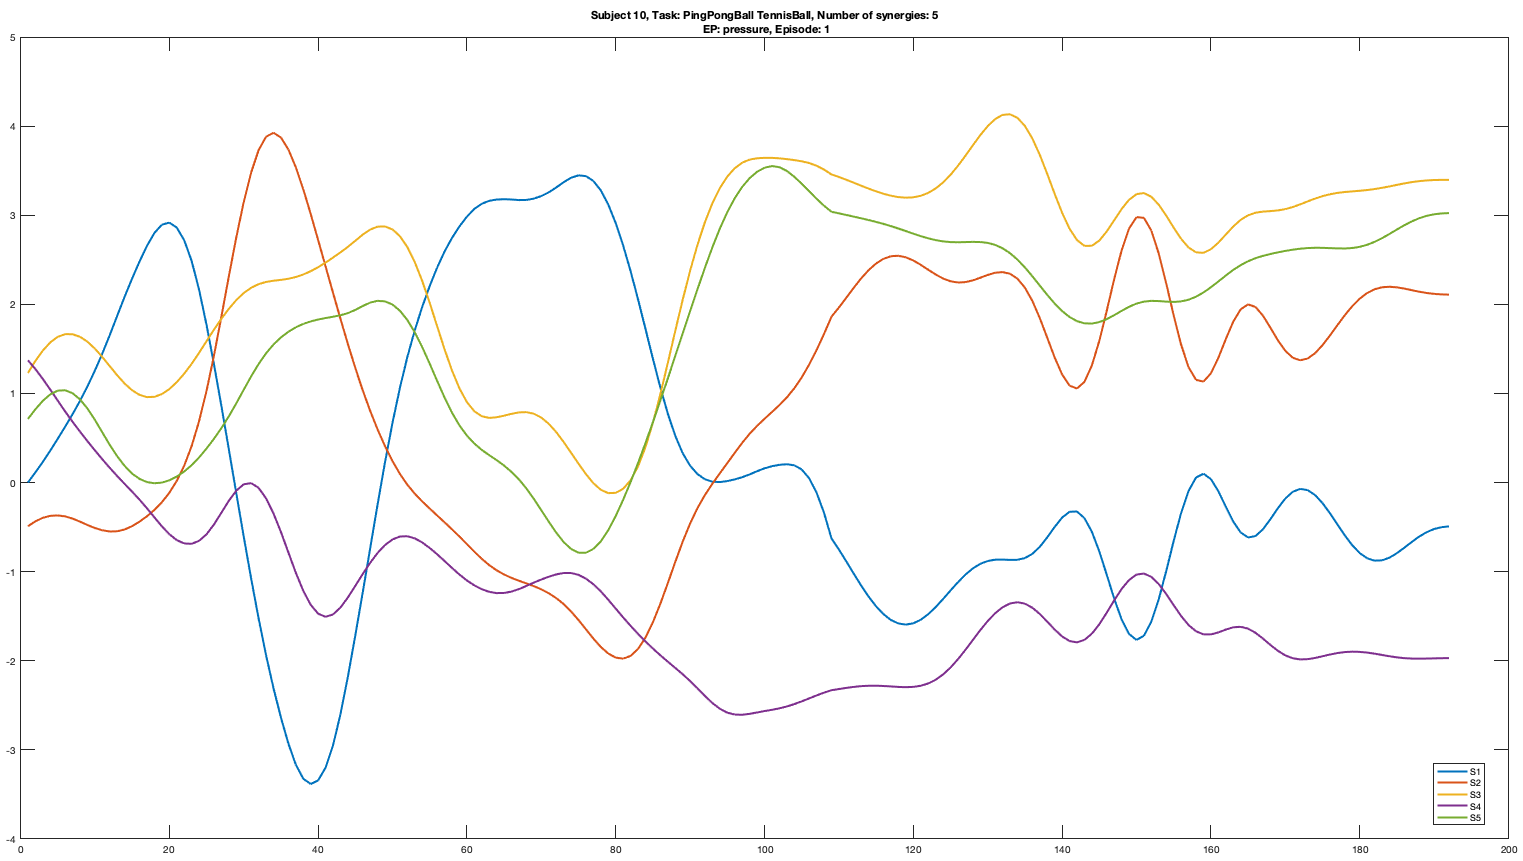 Subject 10, Task: PingPongBall TennisBall, Number of synergies: 5
EP: pressure, Episode: 1
5
4
3
2
1
0
-1
-2
-3
-4
0 20 40 60 80 100 120 140 160 180 200
S1
S2
S3
S4
S5